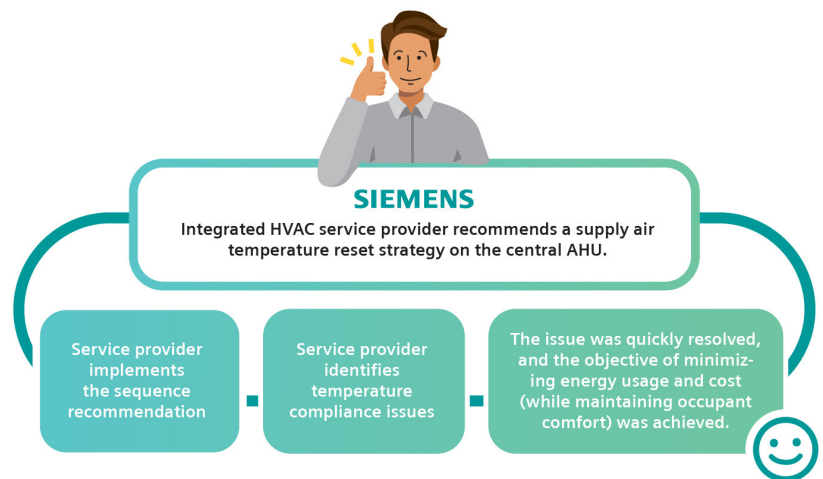 SIEMENS
Integrated HVAC service provider recommends a supply air
temperature reset strategy on the central AHU.
Service provider
implements
the sequence
recommendation
Service provider
identifies
temperature
compliance issues
The issue was quickly resolved,
and the objective of minimiz-
ing energy usage and cost
(while maintaining occupant
comfort) was achieved.